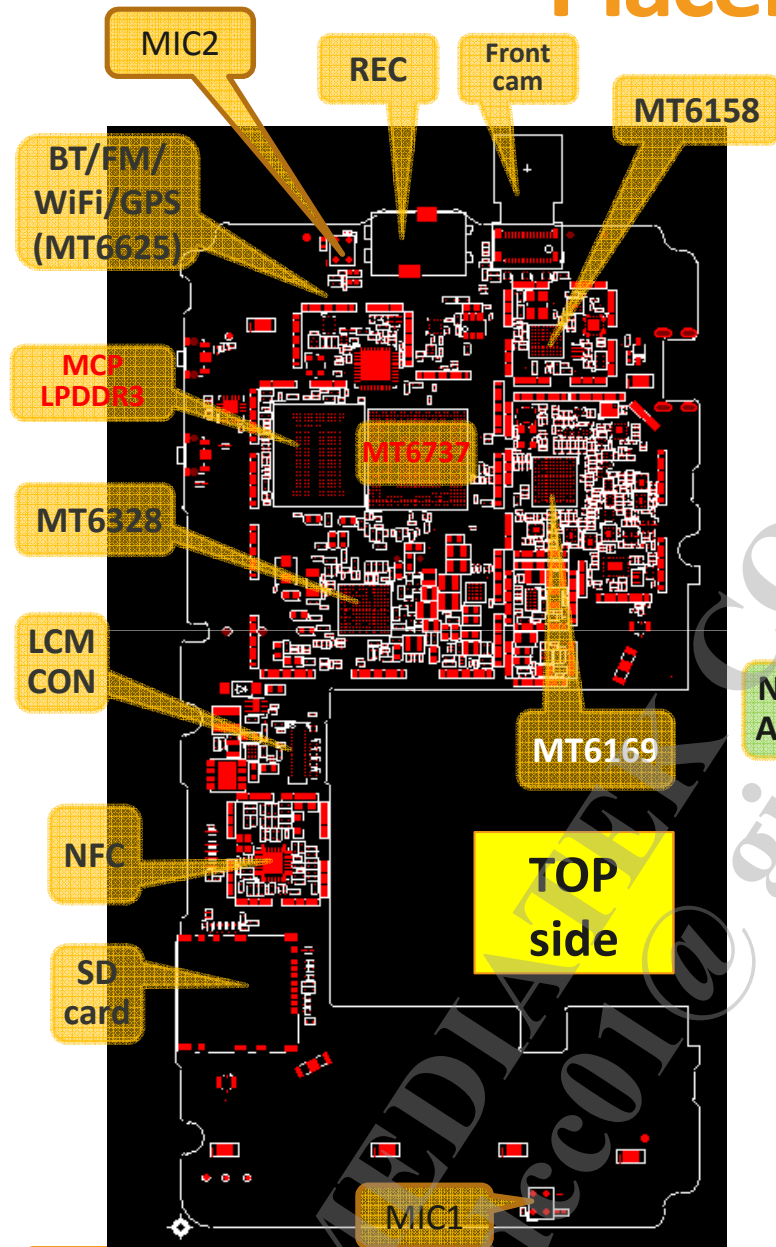 MIC2
REC
Front
cam
MT6158
BT/FM/
WiFi/GPS
(MT6625)
MCP
LPDDR3
MT6737
MT6328
LCM
CON
MT6169
NFC
TOP
side
SD
card
MIC1